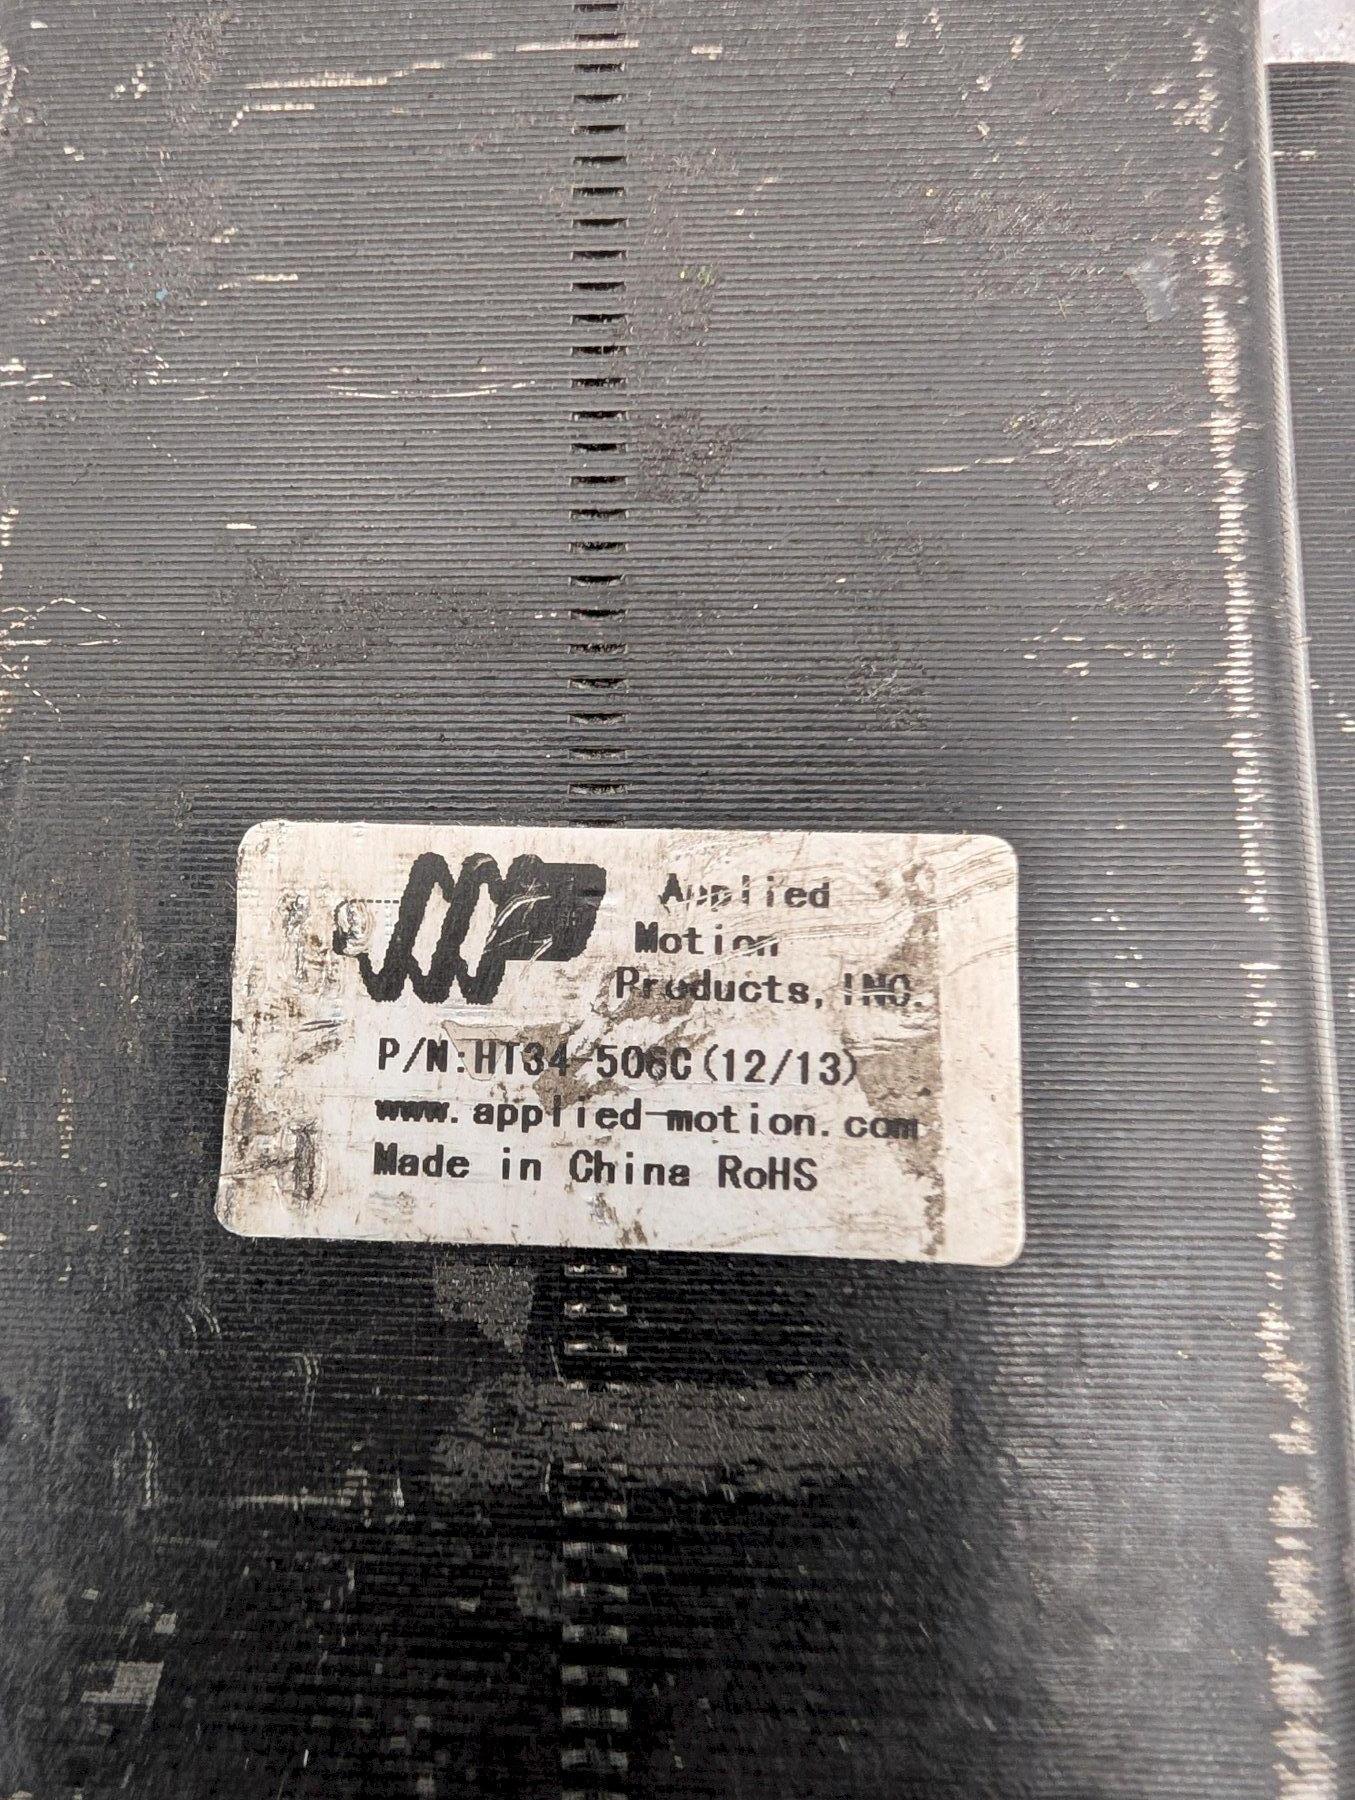 Applied
Motion
Products, INC.
P/N:HT34-506C(12/13)
www.applied-motion.com
Made in China RoHS